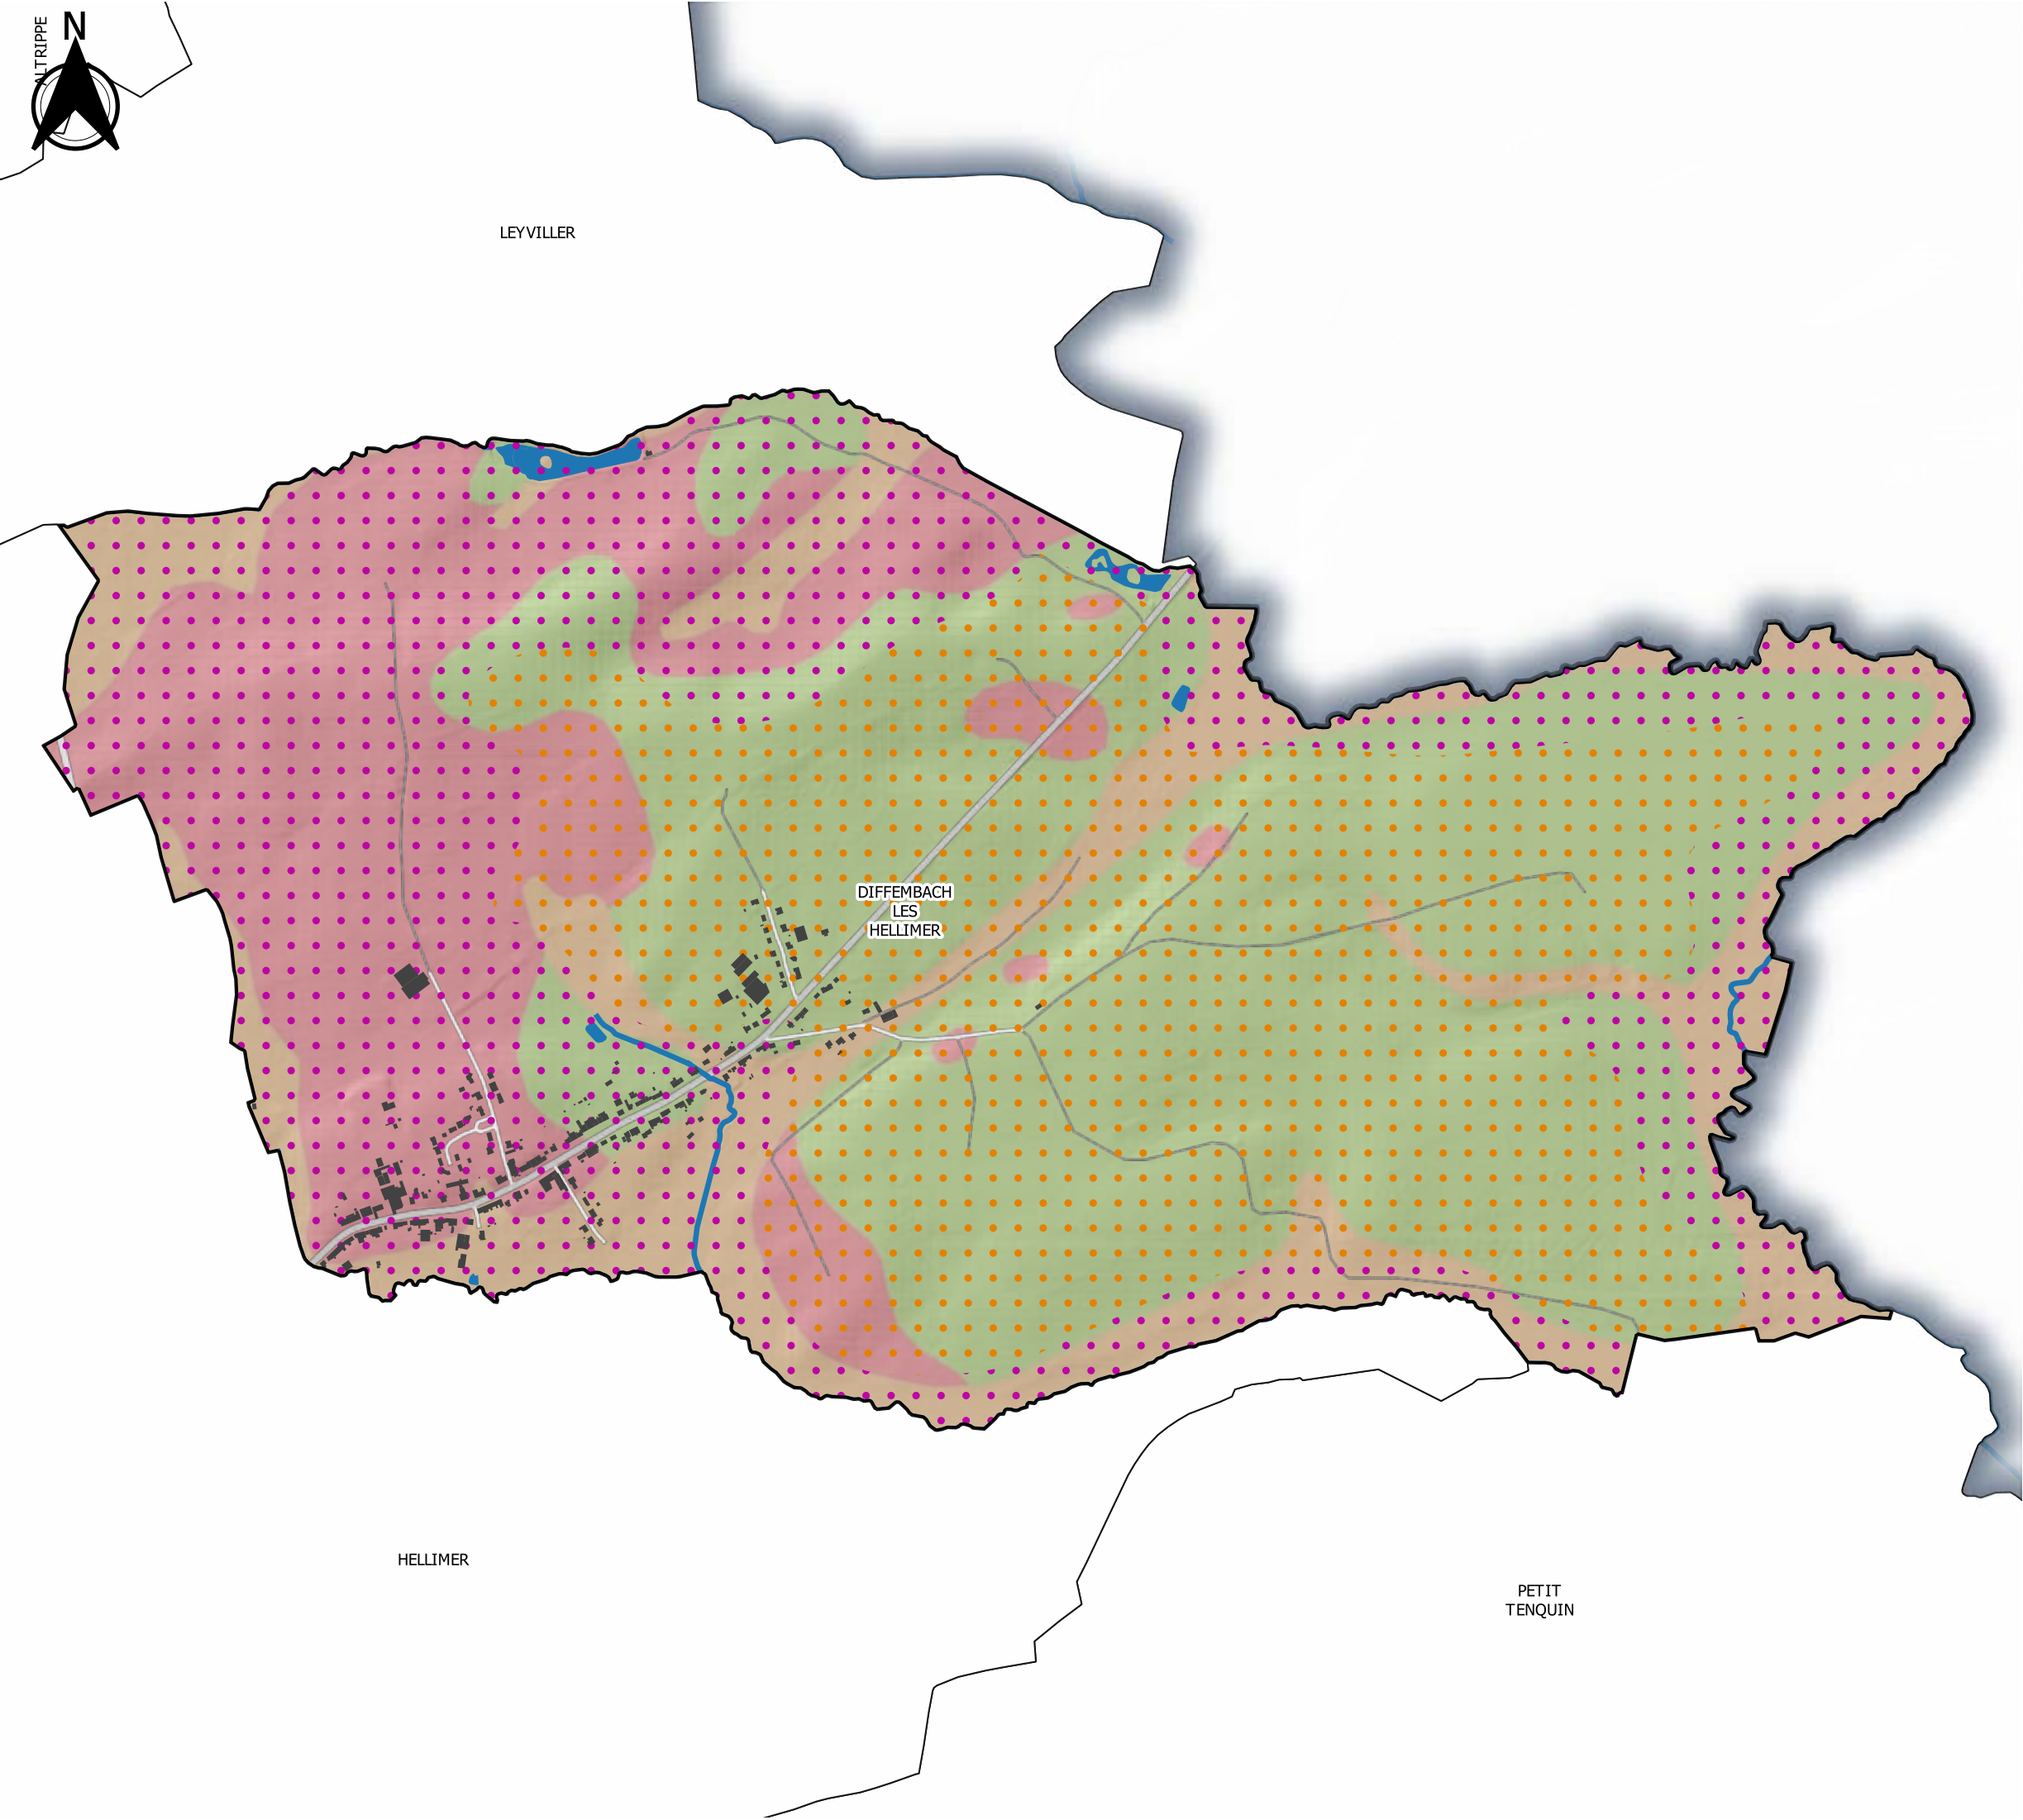 N
ALTRIPPE
LEYVILLER
DIFFEMBACH
LES
HELLIMER
HELLIMER
PETIT
TENQUIN